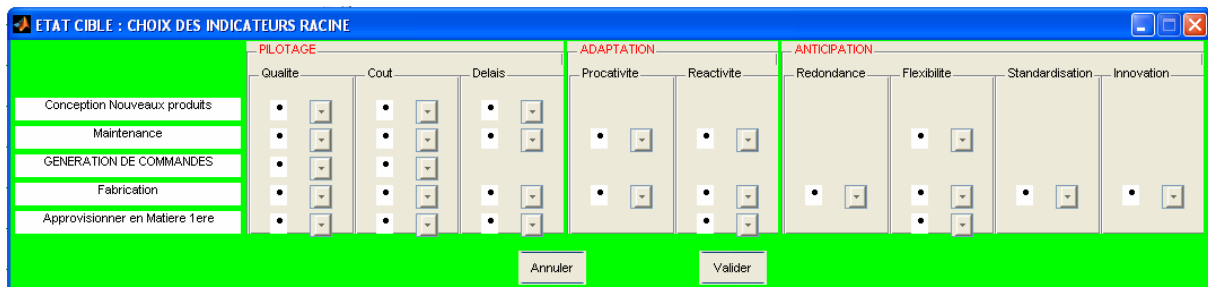 ETAT CIBLE : CHOIX DES INDICATEURS RACINE
PILOTAGE ADAPTATION ANTICIPATION
Qualite Cout Delais Procativite Reactivite Redondance Flexibilite Standardisation Innovation
Conception Nouveaux produits
Maintenance
GENERATION DE COMMANDES
Fabrication
Approvisionner en Matiere 1ere
Annuler Valider